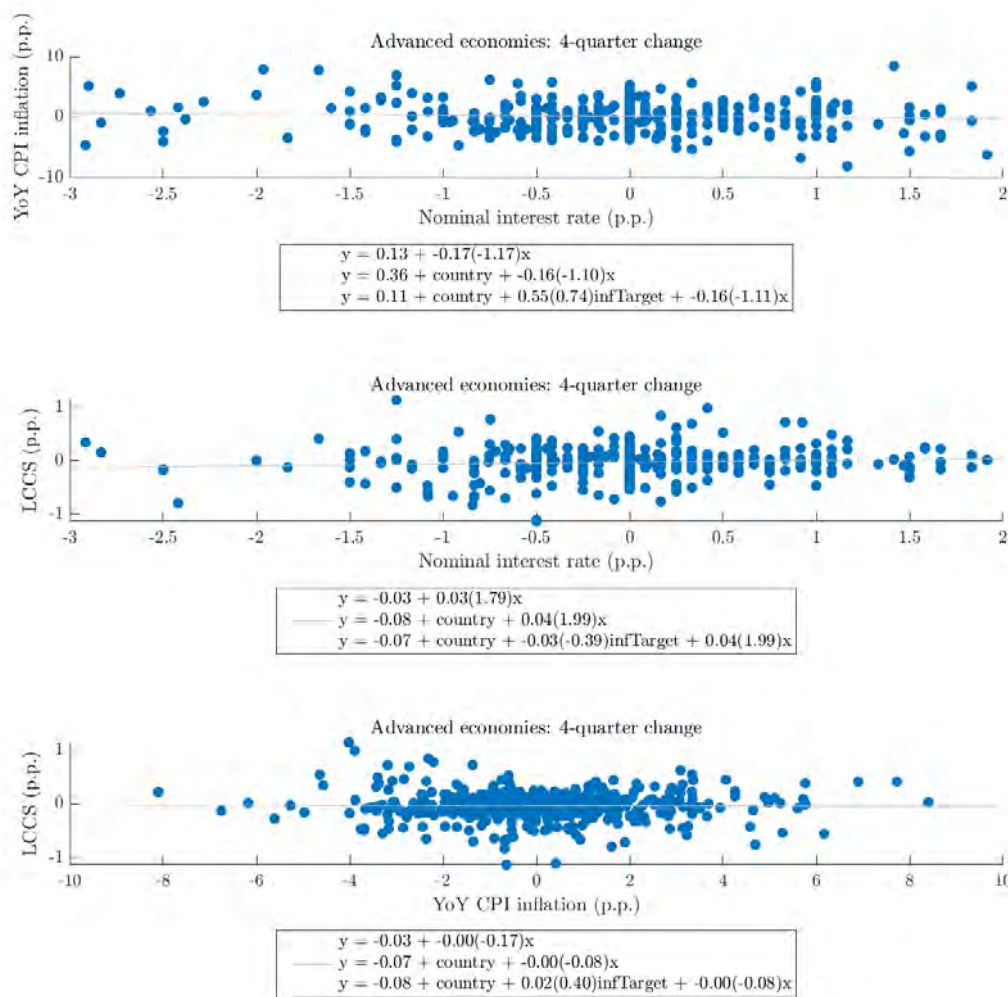 Advanced economies: 4-quarter change
YoY CPI inflation (p.p.)
10
0
-10
-3 -2.5 -2 -1.5 -1 -0.5 0 0.5 1 1.5 2
Nominal interest rate (p.p.)
y = 0.13 + -0.17(-1.17)x
y = 0.36 + country + -0.16(-1.10)x
y = 0.11 + country + 0.55(0.74)infTarget + -0.16(-1.11)x
Advanced economies: 4-quarter change
LCCS (p.p.)
1
0
-1
-3 -2.5 -2 -1.5 -1 -0.5 0 0.5 1 1.5 2
Nominal interest rate (p.p.)
y = -0.03 + 0.03(1.79)x
y = -0.08 + country + 0.04(1.99)x
y = -0.07 + country + -0.03(-0.39)infTarget + 0.04(1.99)x
Advanced economies: 4-quarter change
LCCS (p.p.)
1
0
-1
-10 -8 -6 -4 -2 0 2 4 6 8 10
YoY CPI inflation (p.p.)
y = -0.03 + -0.00(-0.17)x
y = -0.07 + country + -0.00(-0.08)x
y = -0.08 + country + 0.02(0.40)infTarget + -0.00(-0.08)x